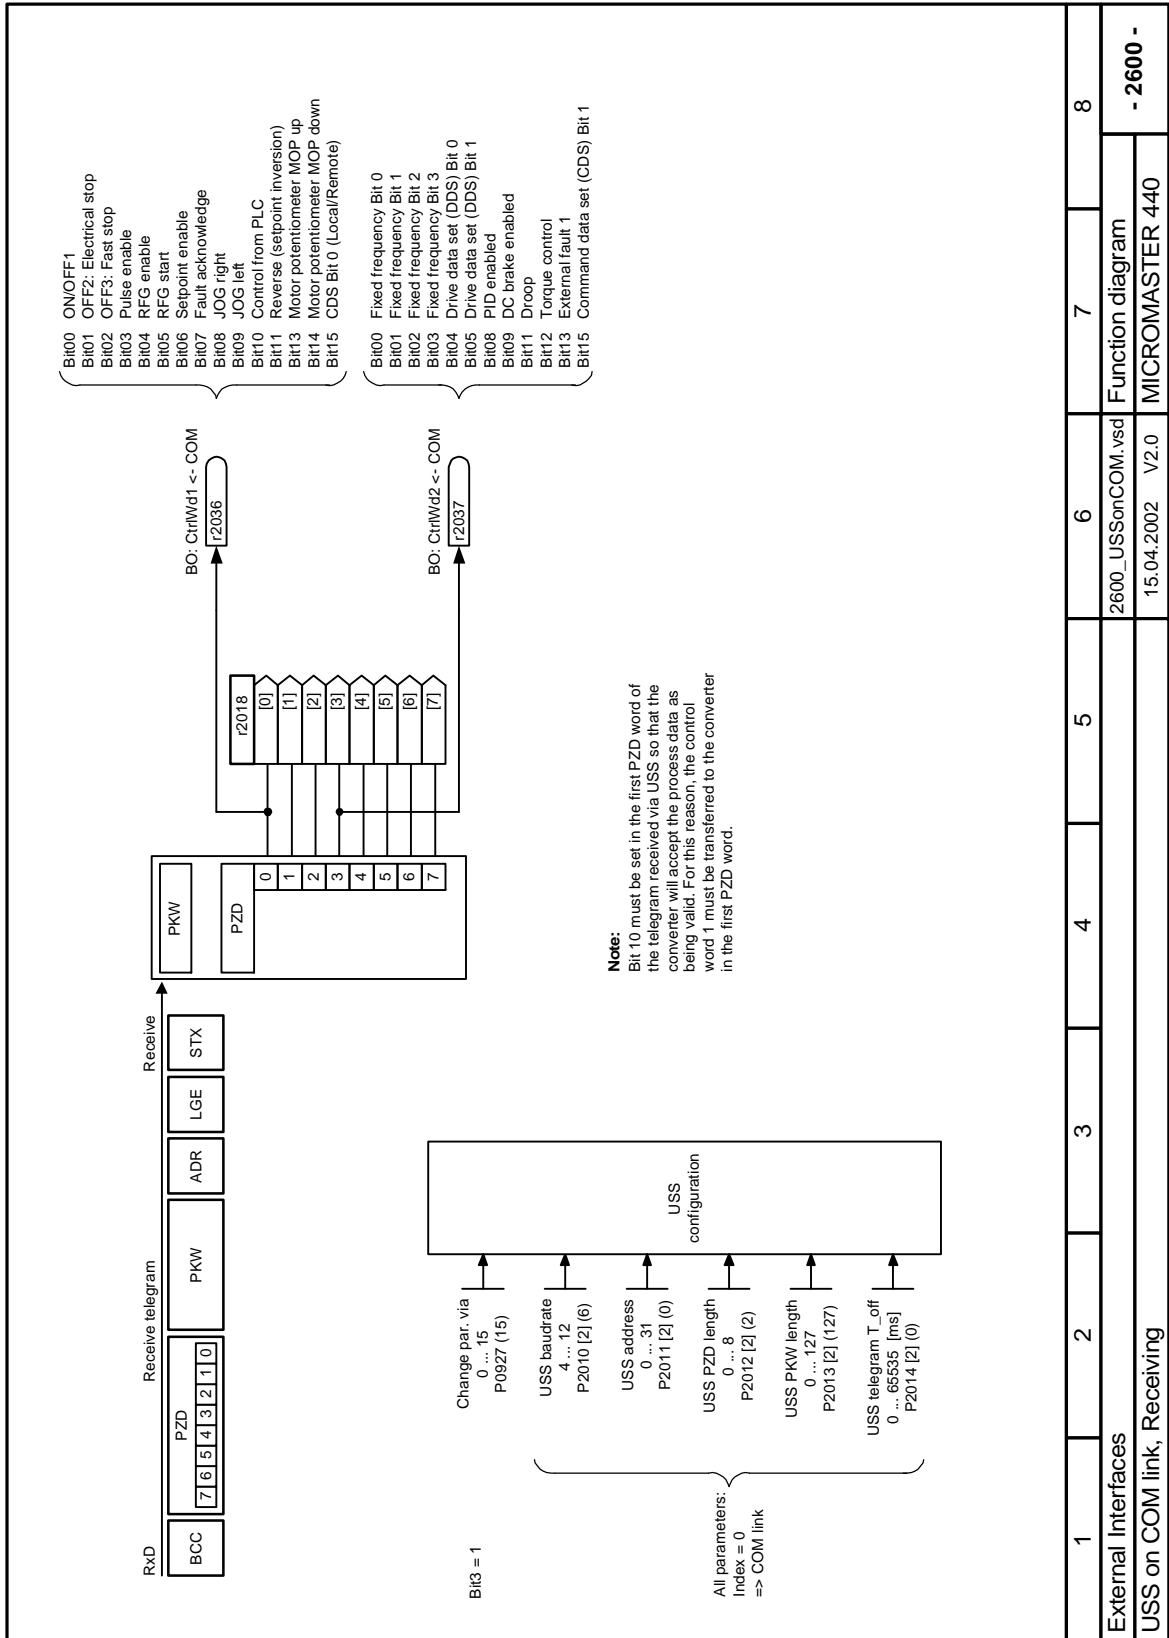 RxD
Receive telegram
Receive
BCC
PZD
7 6 5 4 3 2 1 0
PKW
ADR
LGE
STX
PKW
PZD
0
1
2
3
4
5
6
7
r2018
[0]
[1]
[2]
[3]
[4]
[5]
[6]
[7]
BO: CtrlWd1 <- COM
r2036
BO: CtrlWd2 <- COM
r2037
Bit00 ON/OFF1
Bit01 OFF2: Electrical stop
Bit02 OFF3: Fast stop
Bit03 Pulse enable
Bit04 RFG enable
Bit05 RFG start
Bit06 Setpoint enable
Bit07 Fault acknowledge
Bit08 JOG right
Bit09 JOG left
Bit10 Control from PLC
Bit11 Reverse (setpoint inversion)
Bit13 Motor potentiometer MOP up
Bit14 Motor potentiometer MOP down
Bit15 CDS Bit 0 (Local/Remote)
Bit00 Fixed frequency Bit 0
Bit01 Fixed frequency Bit 1
Bit02 Fixed frequency Bit 2
Bit03 Fixed frequency Bit 3
Bit04 Drive data set (DDS) Bit 0
Bit05 Drive data set (DDS) Bit 1
Bit08 PID enabled
Bit09 DC brake enabled
Bit11 Droop
Bit12 Torque control
Bit13 External fault 1
Bit15 Command data set (CDS) Bit 1
Bit3 = 1
Change par. via
0 ... 15
P0927 (15)
USS baudrate
4 ... 12
P2010 [2] (6)
USS address
0 ... 31
P2011 [2] (0)
USS PZD length
0 ... 8
P2012 [2] (2)
USS PKW length
0 ... 127
P2013 [2] (127)
USS telegram T_off
0 ... 65535 [ms]
P2014 [2] (0)
All parameters:
Index = 0
=> COM link
USS
configuration
Note:
Bit 10 must be set in the first PZD word of
the telegram received via USS so that the
converter will accept the process data as
being valid. For this reason, the control
word 1 must be transferred to the converter
in the first PZD word.
1 2 3 4 5 6 7 8
External Interfaces
2600_USSonCOM.vsd
Function diagram
- 2600 -
USS on COM link, Receiving
15.04.2002 V2.0
MICROMASTER 440